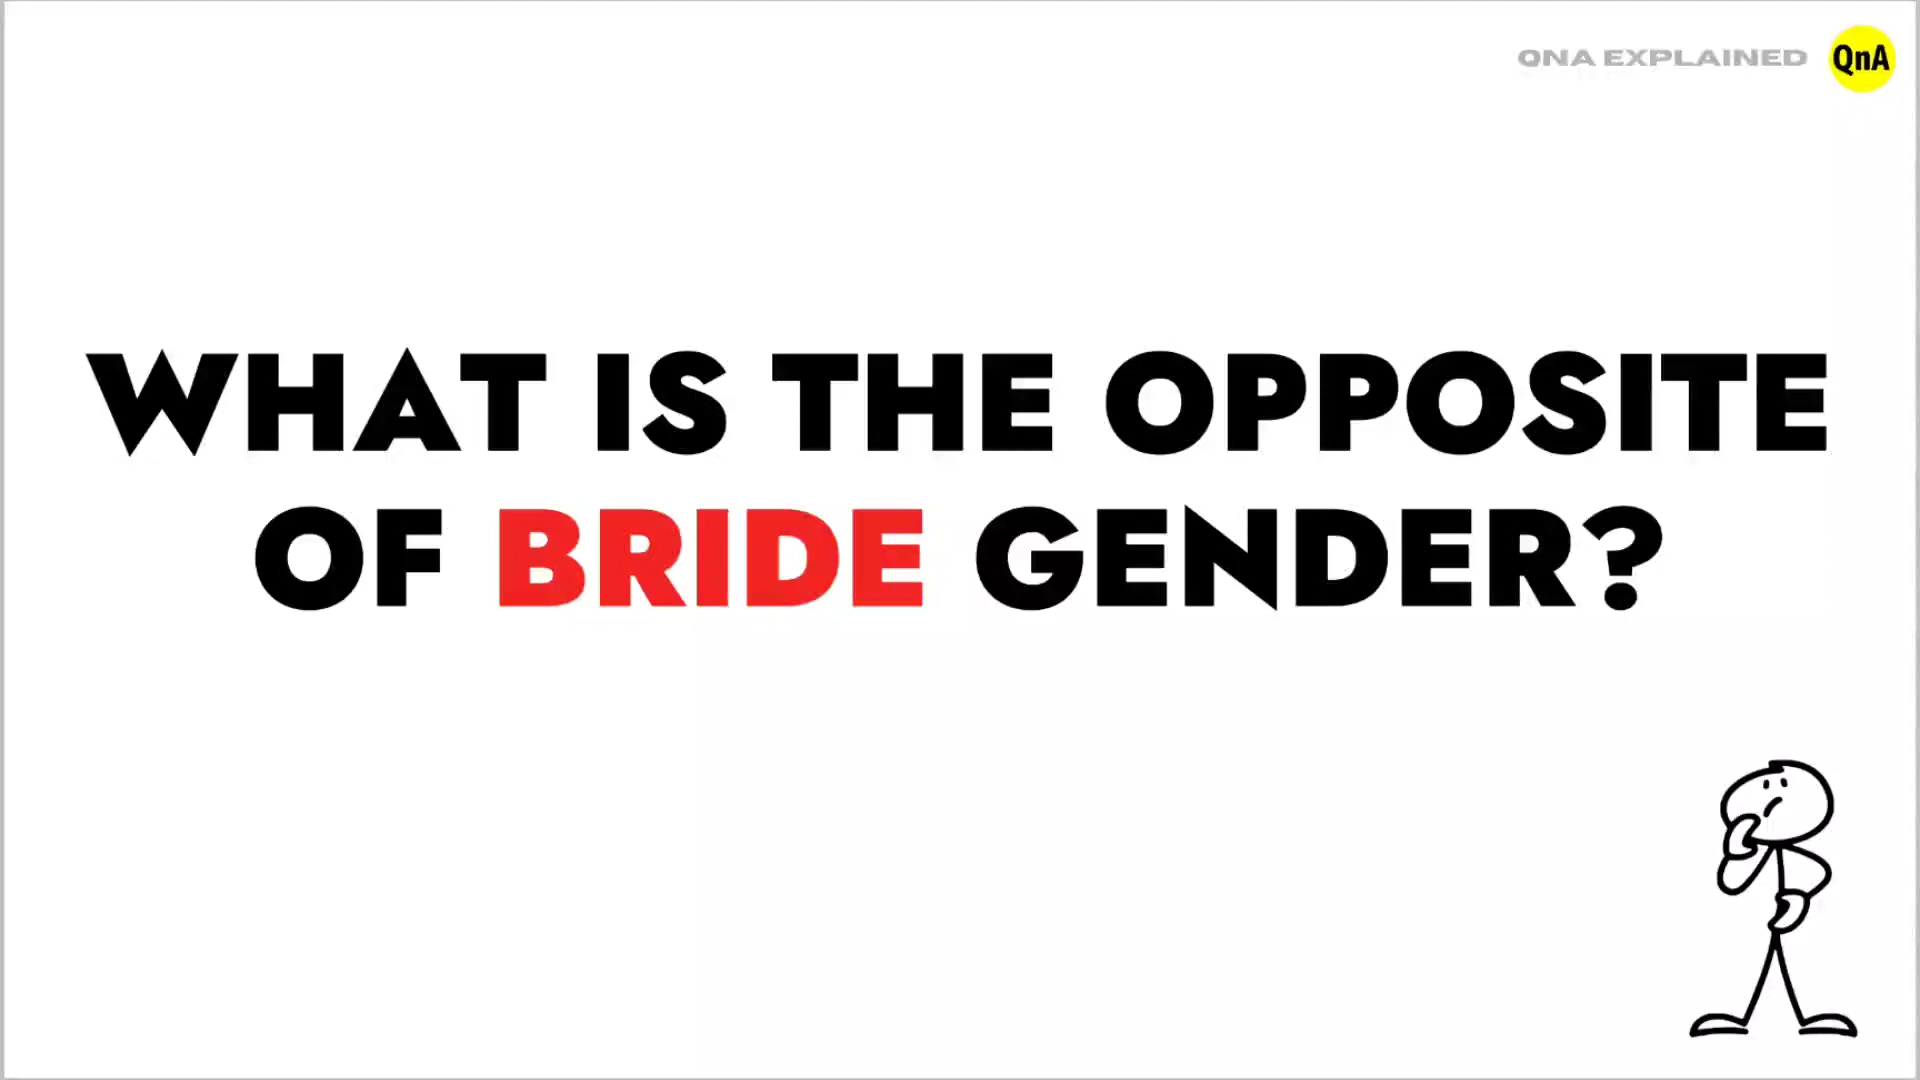 QNA EXPLAINED QnA
WHAT IS THE OPPOSITE
OF BRIDE GENDER?